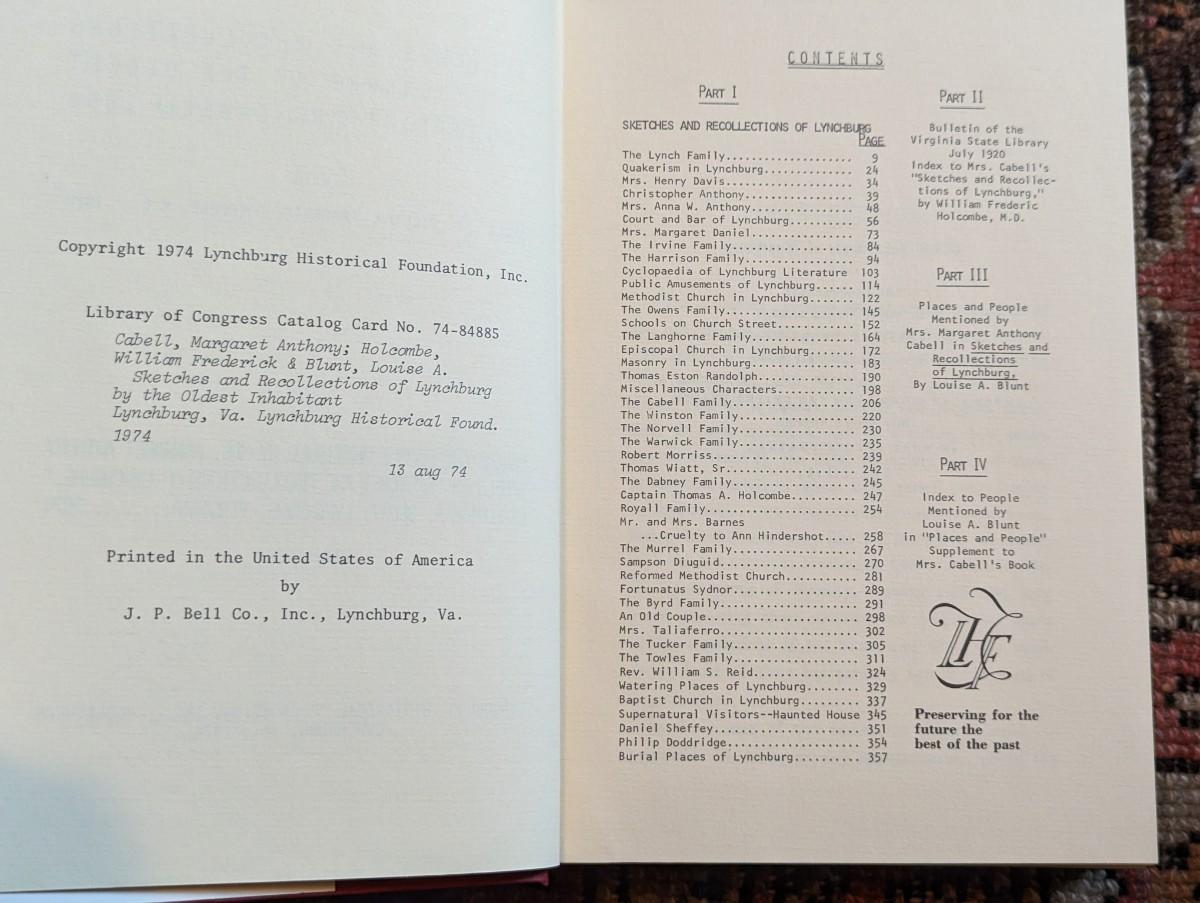 Copyright 1974 Lynchburg Historical Foundation, Inc.
Library of Congress Catalog Card No. 74-84885
Cabell, Margaret Anthony; Holcombe,
William Frederick & Blunt, Louise A.
Sketches and Recollections of Lynchburg
by the Oldest Inhabitant
Lynchburg, Va. Lynchburg Historical Found.
1974
13 aug 74
Printed in the United States of America
by
J. P. Bell Co., Inc., Lynchburg, Va.
CONTENTS
PART I
SKETCHES AND RECOLLECTIONS OF LYNCHBURG
PAGE
The Lynch Family.................... 9
Quakerism in Lynchburg.............. 24
Mrs. Henry Davis.................... 34
Christopher Anthony................. 39
Mrs. Anna W. Anthony................ 48
Court and Bar of Lynchburg.......... 56
Mrs. Margaret Daniel................ 73
The Irvine Family................... 84
The Harrison Family................. 94
Cyclopaedia of Lynchburg Literature 103
Public Amusements of Lynchburg...... 114
Methodist Church in Lynchburg....... 122
The Owens Family.................... 145
Schools on Church Street............ 152
The Langhorne Family................ 164
Episcopal Church in Lynchburg....... 172
Masonry in Lynchburg................ 183
Thomas Eston Randolph............... 190
Miscellaneous Characters............ 198
The Cabell Family................... 206
The Winston Family.................. 220
The Norvell Family.................. 230
The Warwick Family.................. 235
Robert Morriss...................... 239
Thomas Wiatt, Sr.................... 242
The Dabney Family................... 245
Captain Thomas A. Holcombe.......... 247
Royall Family....................... 254
Mr. and Mrs. Barnes
...Cruelty to Ann Hindershot..... 258
The Murrel Family................... 267
Sampson Diuguid..................... 270
Reformed Methodist Church........... 281
Fortunatus Sydnor................... 289
The Byrd Family..................... 291
An Old Couple....................... 298
Mrs. Taliaferro..................... 302
The Tucker Family................... 305
The Towles Family................... 311
Rev. William S. Reid................ 324
Watering Places of Lynchburg........ 329
Baptist Church in Lynchburg......... 337
Supernatural Visitors--Haunted House 345
Daniel Sheffey...................... 351
Philip Doddridge.................... 354
Burial Places of Lynchburg.......... 357
PART II
Bulletin of the
Virginia State Library
July 1920
Index to Mrs. Cabell's
"Sketches and Recollec-
tions of Lynchburg,"
by William Frederic
Holcombe, M.D.
PART III
Places and People
Mentioned by
Mrs. Margaret Anthony
Cabell in Sketches and
Recollections
of Lynchburg.
By Louise A. Blunt
PART IV
Index to People
Mentioned by
Louise A. Blunt
in "Places and People"
Supplement to
Mrs. Cabell's Book
LHF
Preserving for the
future the
best of the past